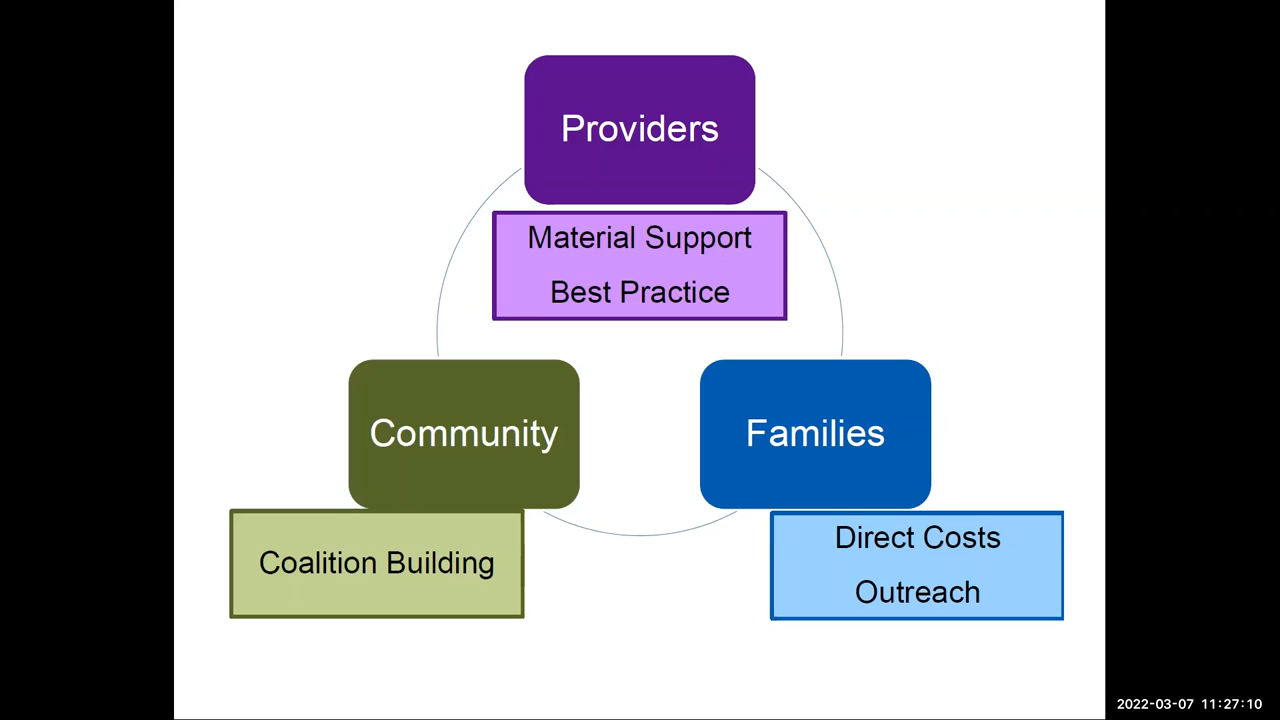 Providers
Material Support
Best Practice
Community
Families
Coalition Building
Direct Costs
Outreach
2022-03-07 11:27:10